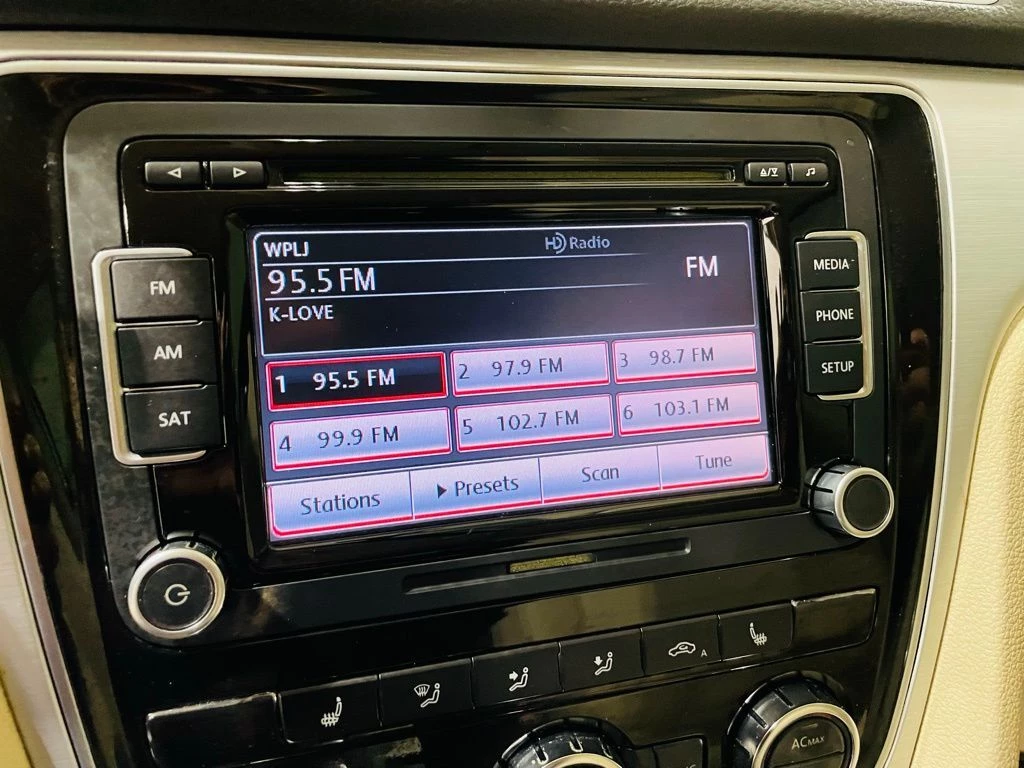 WPLJ
HD Radio
95.5 FM
FM
K-LOVE
1 95.5 FM
2 97.9 FM
3 98.7 FM
4 99.9 FM
5 102.7 FM
6 103.1 FM
Stations
Presets
Scan
Tune
FM
AM
SAT
MEDIA
PHONE
SETUP
A
AC MAX